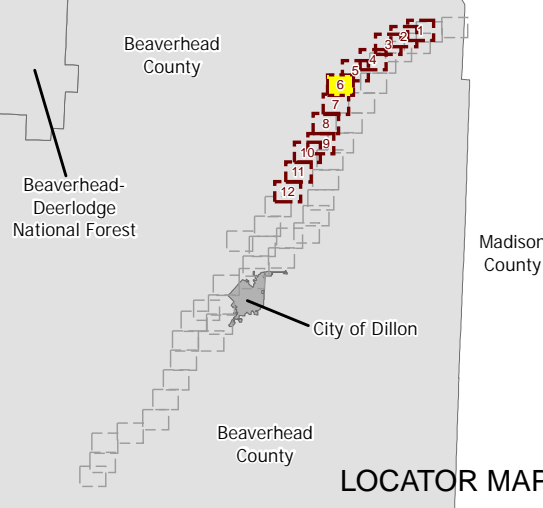 Beaverhead
County
1
2
3
4
5
6
7
8
9
10
11
12
Beaverhead-
Deerlodge
National Forest
Madison
County
City of Dillon
Beaverhead
County
LOCATOR MAP